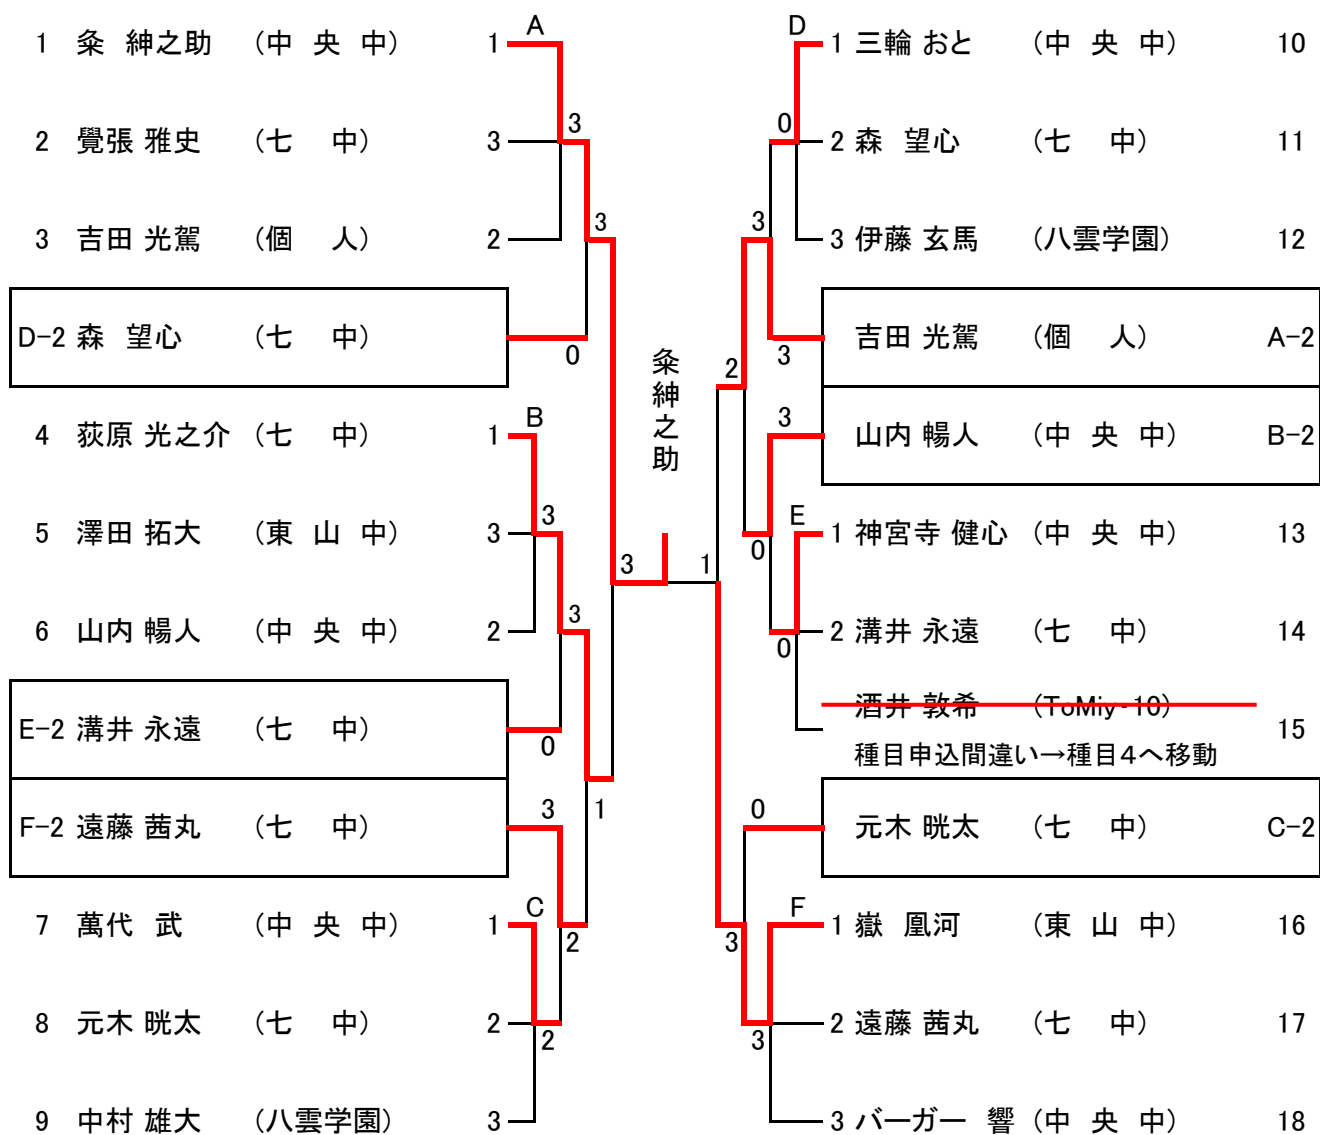 A
1 粂 紳之助 (中 央 中) 1
3
2 覺張 雅史 (七 中) 3
3
3 吉田 光駕 (個 人) 2
D-2 森 望心 (七 中)
0
B
4 荻原 光之介 (七 中) 1
3
5 澤田 拓大 (東 山 中) 3
3
6 山内 暢人 (中 央 中) 2
E-2 溝井 永遠 (七 中)
0
3
1
F-2 遠藤 茜丸 (七 中)
C
7 萬代 武 (中 央 中) 1
2
8 元木 晄太 (七 中) 2
2
9 中村 雄大 (八雲学園) 3
粂紳之助
3
1
D
1 三輪 おと (中 央 中) 10
0
2 森 望心 (七 中) 11
3
3 伊藤 玄馬 (八雲学園) 12
吉田 光駕 (個 人) A-2
3
2
3
山内 暢人 (中 央 中) B-2
E
1 神宮寺 健心 (中 央 中) 13
0
2 溝井 永遠 (七 中) 14
0
酒井 敦希 (ToMiy-10)
15
種目申込間違い→種目4へ移動
0
元木 晄太 (七 中) C-2
F
1 嶽 凰河 (東 山 中) 16
3
2 遠藤 茜丸 (七 中) 17
3
3 バーガー 響 (中 央 中) 18